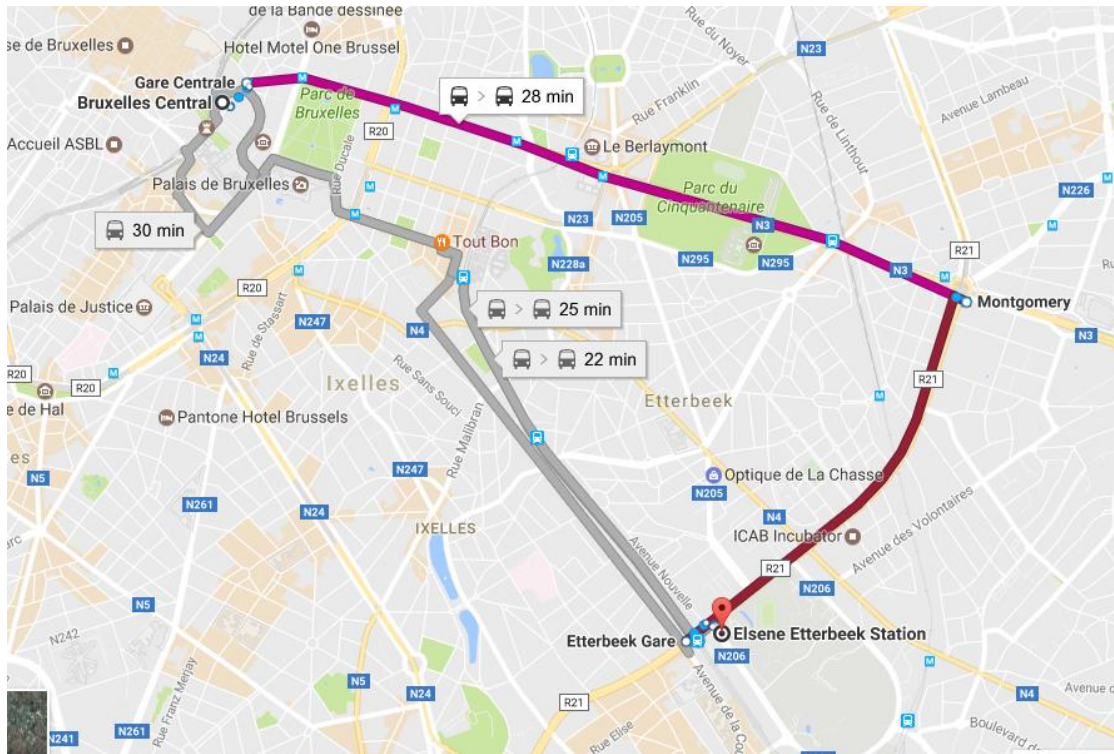 de la Bande dessinée
se de Bruxelles
Hotel Motel One Brussel
Rue du Noyer
N23
Gare Centrale
Bruxelles Central
28 min
Parc de
Bruxelles
Rue Franklin
Rue de Linthout
Avenue Lambeau
Accueil ASBL
R20
Le Berlaymont
Rue Ducale
Palais de Bruxelles
Parc du
Cinquantenaire
N226
30 min
N23
N205
N3
Tout Bon
N295
N295
R21
N228a
N3
R20
Palais de Justice
25 min
Montgomery
N247
N4
N3
Rue de Stassart
N24
22 min
R20
R20
Rue Sans Souci
R21
Ixelles
Etterbeek
e de Hal
Pantone Hotel Brussels
Rue Malibran
es
N5
N247
Optique de La Chasse
N205
N261
N24
N4
IXELLES
ICAB Incubator
Avenue des Volontaires
Avenue Nouvelle
R21
N206
N5
N242
Etterbeek Gare
Elsene Etterbeek Station
N206
Rue Franz Merjay
N5
N24
Avenue d
N4
R21
Avenue de la Co
N241
N261
Rue Elise
Boulevard d